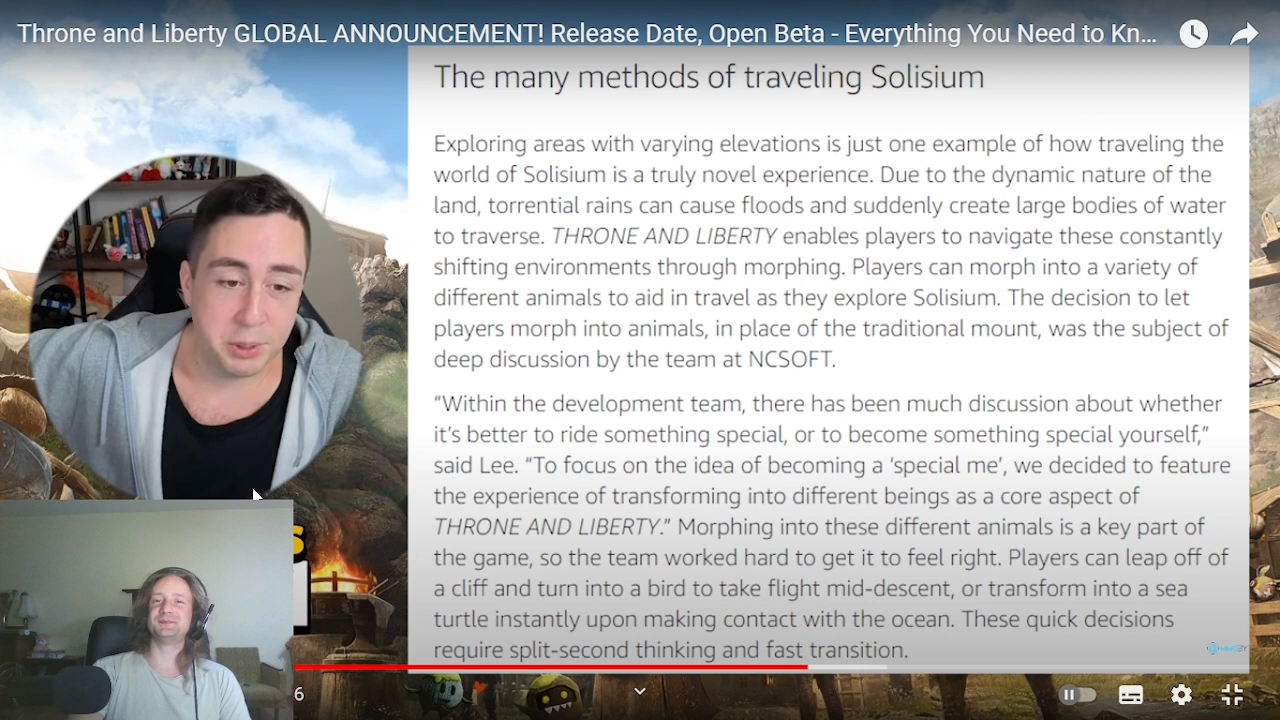 Throne and Liberty GLOBAL ANNOUNCEMENT! Release Date, Open Beta - Everything You Need to Kn...
The many methods of traveling Solisium
Exploring areas with varying elevations is just one example of how traveling the
world of Solisium is a truly novel experience. Due to the dynamic nature of the
land, torrential rains can cause floods and suddenly create large bodies of water
to traverse. THRONE AND LIBERTY enables players to navigate these constantly
shifting environments through morphing. Players can morph into a variety of
different animals to aid in travel as they explore Solisium. The decision to let
players morph into animals, in place of the traditional mount, was the subject of
deep discussion by the team at NCSOFT.
“Within the development team, there has been much discussion about whether
it’s better to ride something special, or to become something special yourself,”
said Lee. “To focus on the idea of becoming a ‘special me’, we decided to feature
the experience of transforming into different beings as a core aspect of
THRONE AND LIBERTY.” Morphing into these different animals is a key part of
the game, so the team worked hard to get it to feel right. Players can leap off of
a cliff and turn into a bird to take flight mid-descent, or transform into a sea
turtle instantly upon making contact with the ocean. These quick decisions
require split-second thinking and fast transition.
S
6